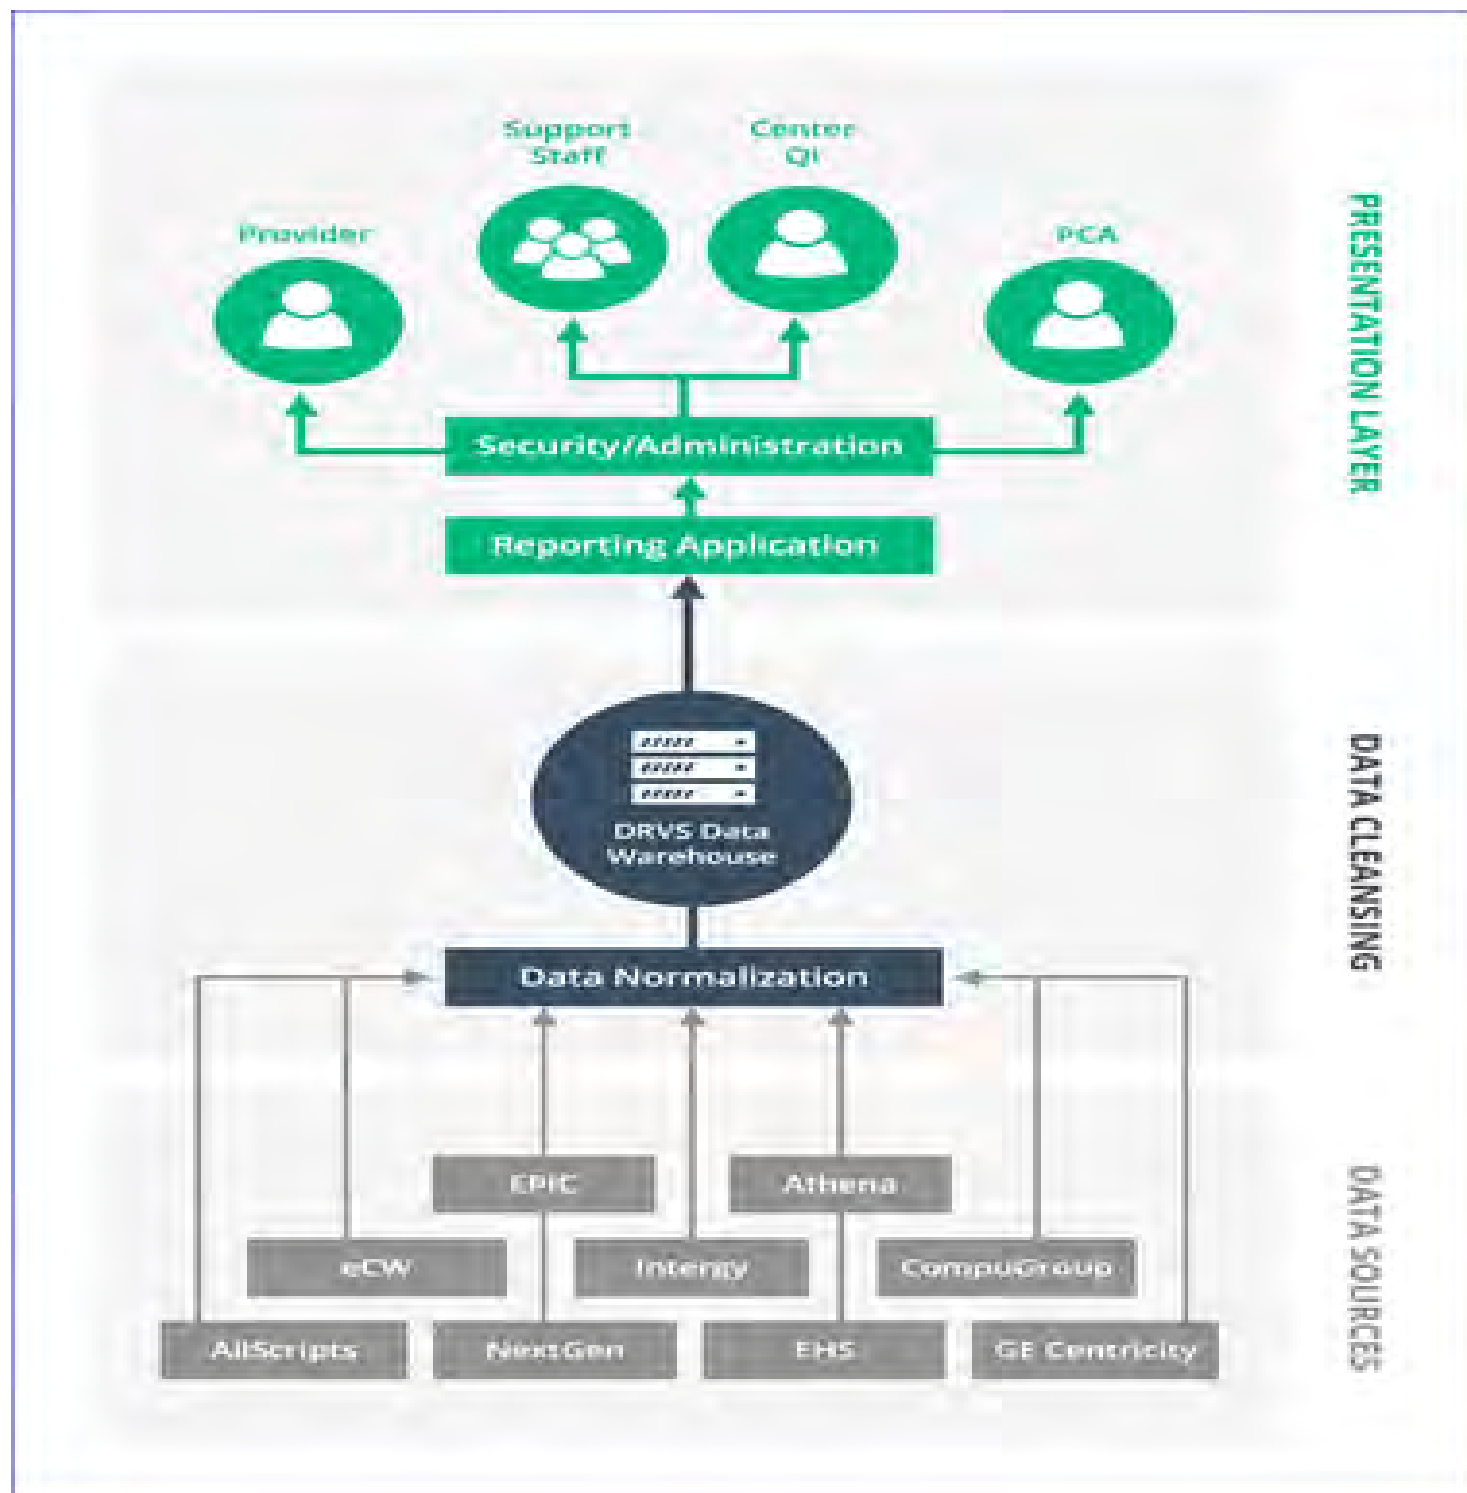 Support
Staff
Center
QI
Provider
PCA
PRESENTATION LAYER
Security/Administration
Reporting Application
DRVS Data
Warehouse
DATA CLEANSING
Data Normalization
EPIC
Athena
DATA SOURCES
eCW
Intergy
CompuGroup
AllScripts
NextGen
EHS
GE Centricity